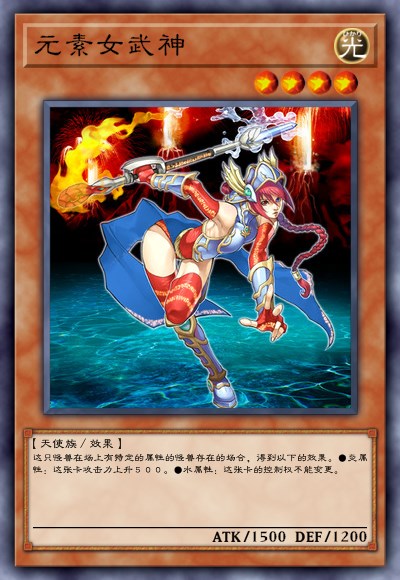 元素女武神
光
ひかり
【天使族／效果】
这只怪兽在场上有特定的属性的怪兽存在的场合，得到以下的效果。●炎属
性：这张卡攻击力上升５００。●水属性：这张卡的控制权不能变更。
ATK/1500 DEF/1200